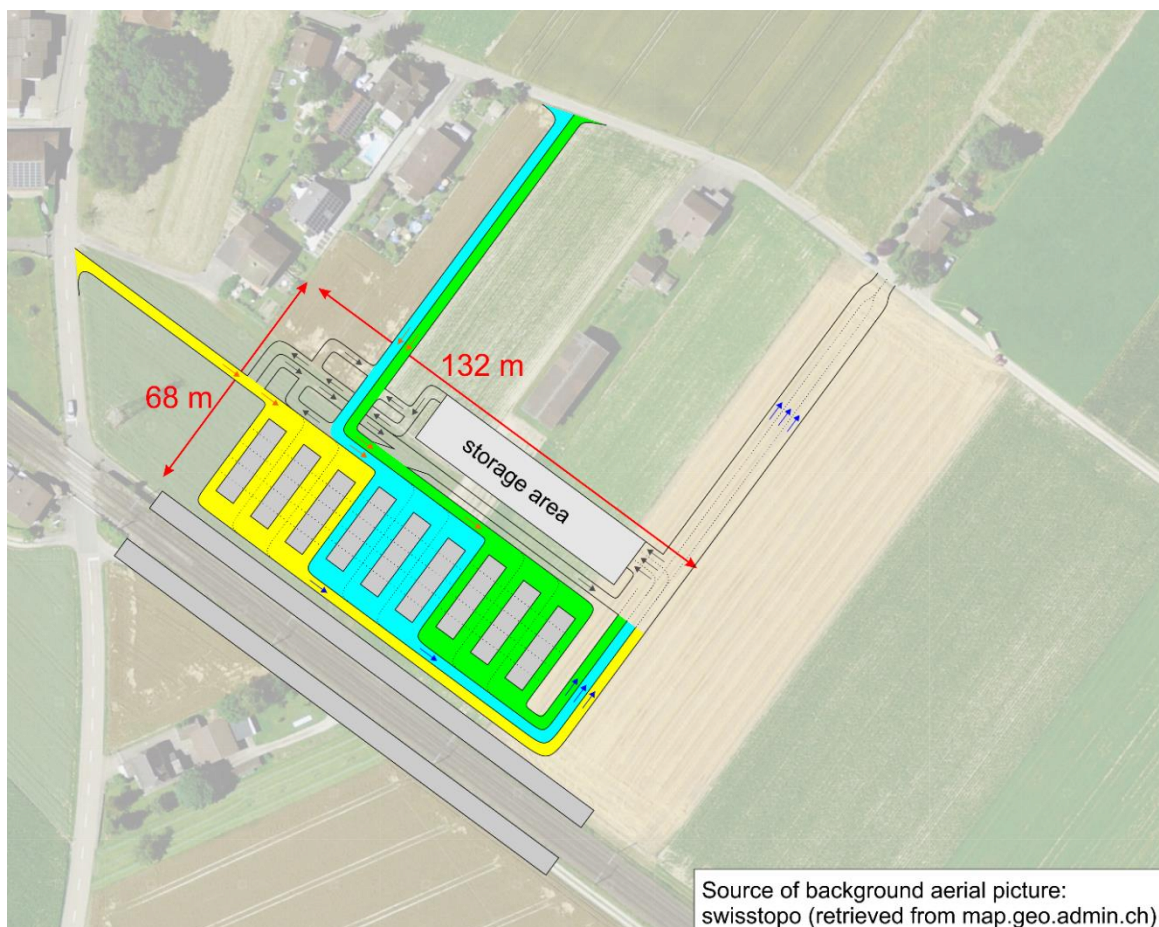 132 m
68 m
storage area
Source of background aerial picture:
swisstopo (retrieved from map.geo.admin.ch)